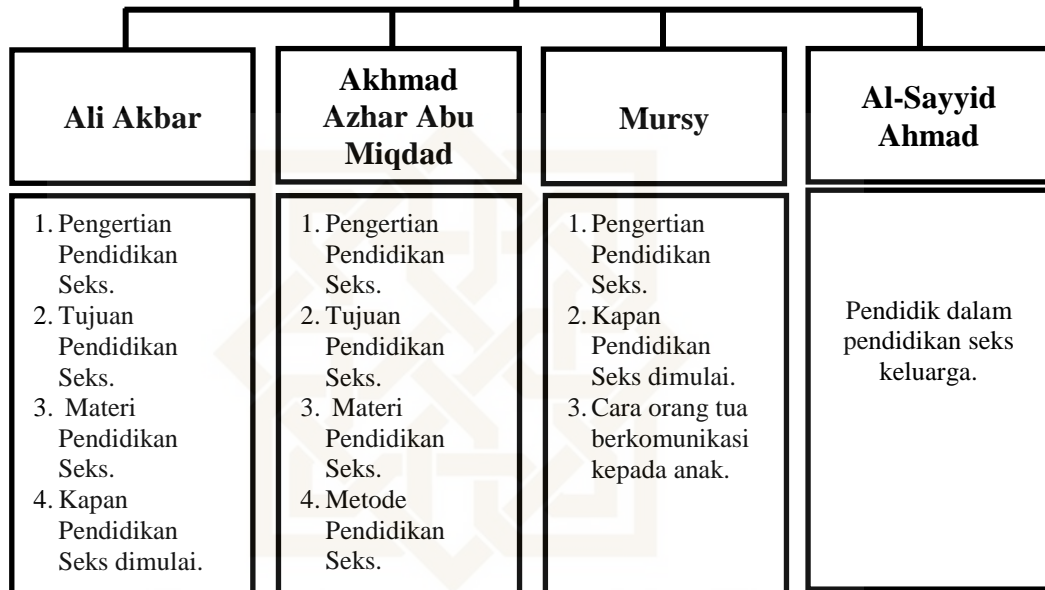 Ali Akbar
Akhmad
Azhar Abu
Miqdad
Mursy
Al-Sayyid
Ahmad
1. Pengertian
Pendidikan
Seks.
2. Tujuan
Pendidikan
Seks.
3. Materi
Pendidikan
Seks.
4. Kapan
Pendidikan
Seks dimulai.
1. Pengertian
Pendidikan
Seks.
2. Tujuan
Pendidikan
Seks.
3. Materi
Pendidikan
Seks.
4. Metode
Pendidikan
Seks.
1. Pengertian
Pendidikan
Seks.
2. Kapan
Pendidikan
Seks dimulai.
3. Cara orang tua
berkomunikasi
kepada anak.
Pendidik dalam
pendidikan seks
keluarga.